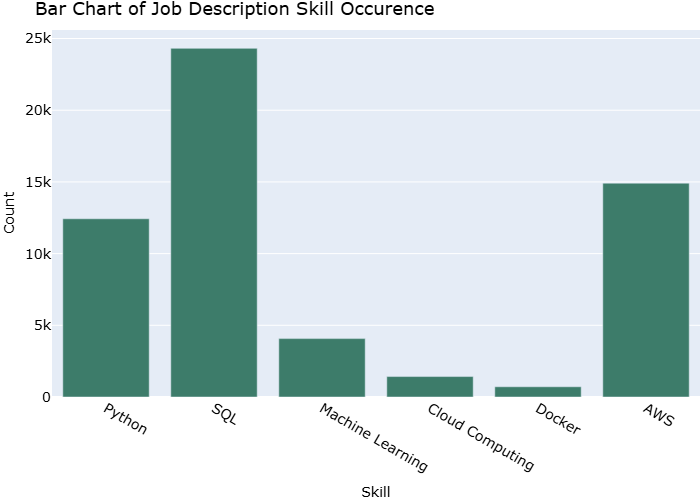 Bar Chart of Job Description Skill Occurence
25k
20k
15k
10k
5k
0
Count
Python
SQL
Machine Learning
Cloud Computing
Docker
AWS
Skill